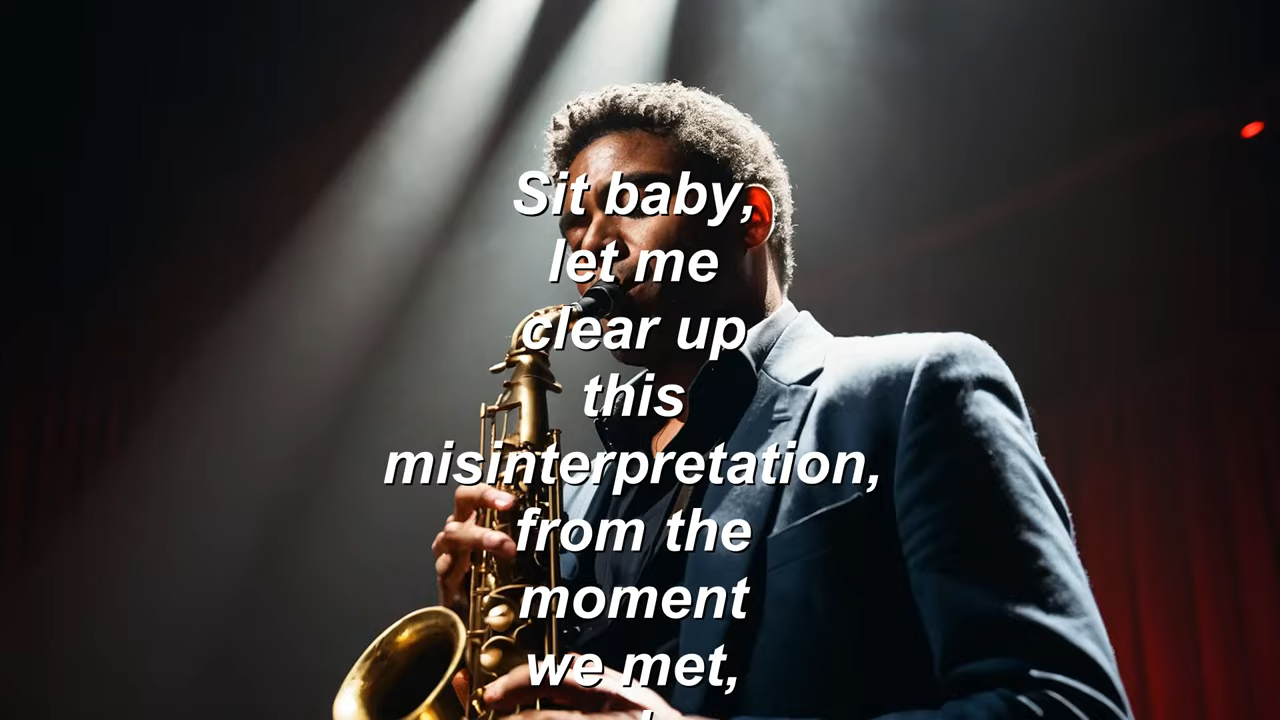 Sit baby,
let me
clear up
this
misinterpretation,
from the
moment
we met,